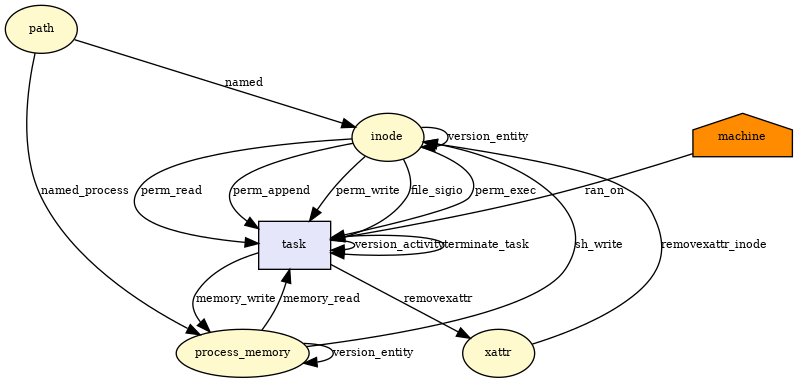 path
named
inode
version_entity
machine
named_process
perm_read
perm_append
perm_write
file_sigio
perm_exec
ran_on
task
version_activity
terminate_task
sh_write
removexattr_inode
memory_write
memory_read
removexattr
process_memory
version_entity
xattr